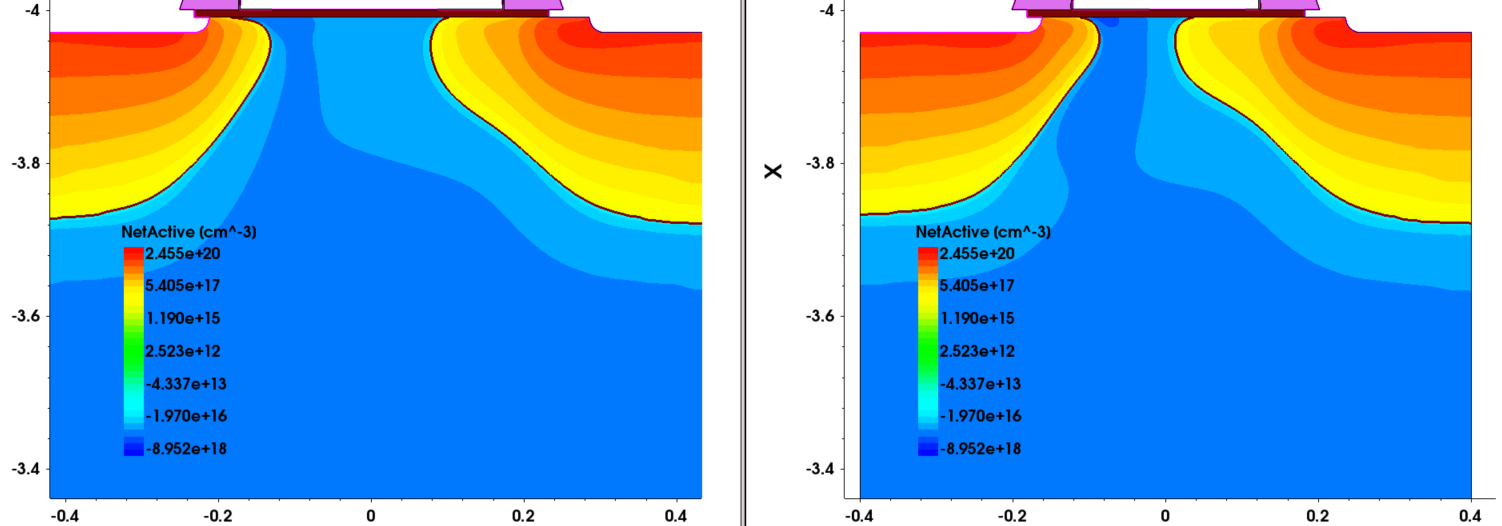 -4
-3.8
-3.6
-3.4
NetActive (cm^-3)
2.455e+20
5.405e+17
1.190e+15
2.523e+12
-4.337e+13
-1.970e+16
-8.952e+18
-0.4 -0.2 0 0.2 0.4
X
-4
-3.8
-3.6
-3.4
NetActive (cm^-3)
2.455e+20
5.405e+17
1.190e+15
2.523e+12
-4.337e+13
-1.970e+16
-8.952e+18
-0.4 -0.2 0 0.2 0.4